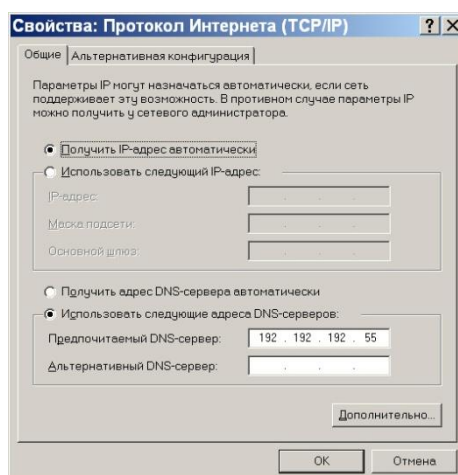 Свойства: Протокол Интернета (TCP/IP)
Общие
Альтернативная конфигурация
Параметры IP могут назначаться автоматически, если сеть
поддерживает эту возможность. В противном случае параметры IP
можно получить у сетевого администратора.
Получить IP-адрес автоматически
Использовать следующий IP-адрес:
IP-адрес:
Маска подсети:
Основной шлюз:
Получить адрес DNS-сервера автоматически
Использовать следующие адреса DNS-серверов:
Предпочитаемый DNS-сервер: 192 . 192 . 192 . 55
Альтернативный DNS-сервер:
Дополнительно...
OK Отмена